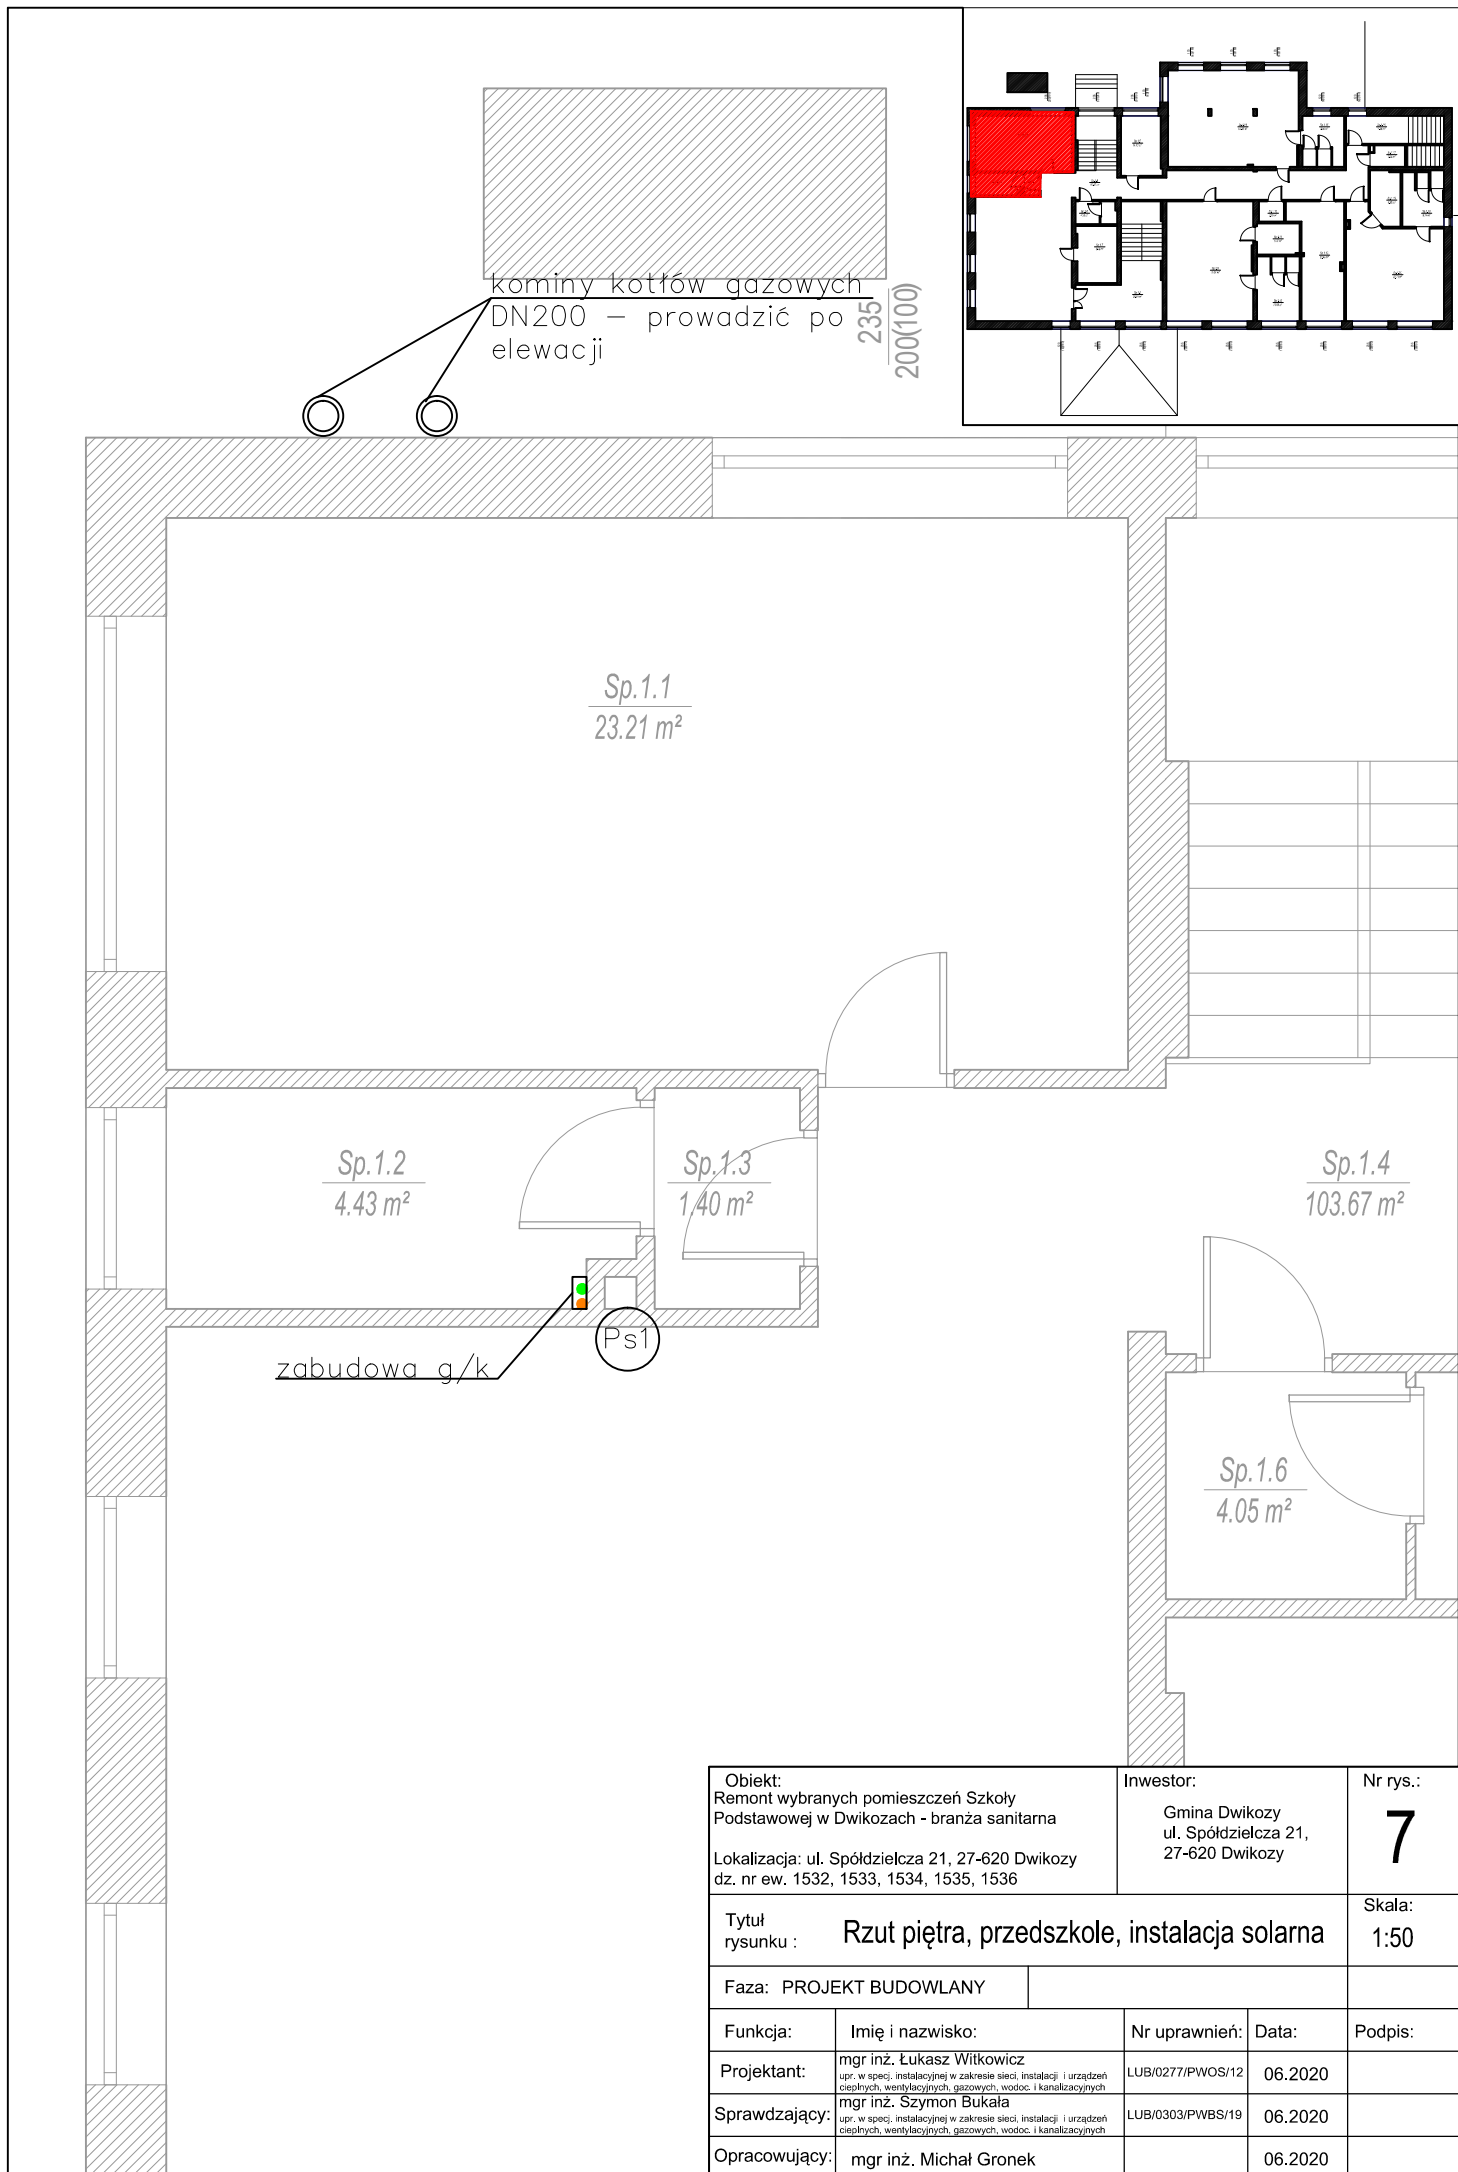 kominy kotłów gazowych
DN200 – prowadzić po
elewacji
235
200(100)
Sp.1.1
23.21 m²
Sp.1.2
4.43 m²
Sp.1.3
1.40 m²
Sp.1.4
103.67 m²
Ps1
zabudowa g/k
Sp.1.6
4.05 m²
Obiekt:
Remont wybranych pomieszczeń Szkoły
Podstawowej w Dwikozach - branża sanitarna
Lokalizacja: ul. Spółdzielcza 21, 27-620 Dwikozy
dz. nr ew. 1532, 1533, 1534, 1535, 1536
Inwestor:
Gmina Dwikozy
ul. Spółdzielcza 21,
27-620 Dwikozy
Nr rys.:
7
Tytuł
rysunku :
Rzut piętra, przedszkole, instalacja solarna
Skala:
1:50
Faza: PROJEKT BUDOWLANY
Funkcja: Imię i nazwisko: Nr uprawnień: Data: Podpis:
Projektant:
mgr inż. Łukasz Witkowicz
upr. w specj. instalacyjnej w zakresie sieci, instalacji i urządzeń
cieplnych, wentylacyjnych, gazowych, wodoc. i kanalizacyjnych
LUB/0277/PWOS/12
06.2020
Sprawdzający:
mgr inż. Szymon Bukała
upr. w specj. instalacyjnej w zakresie sieci, instalacji i urządzeń
cieplnych, wentylacyjnych, gazowych, wodoc. i kanalizacyjnych
LUB/0303/PWBS/19
06.2020
Opracowujący:
mgr inż. Michał Gronek
06.2020